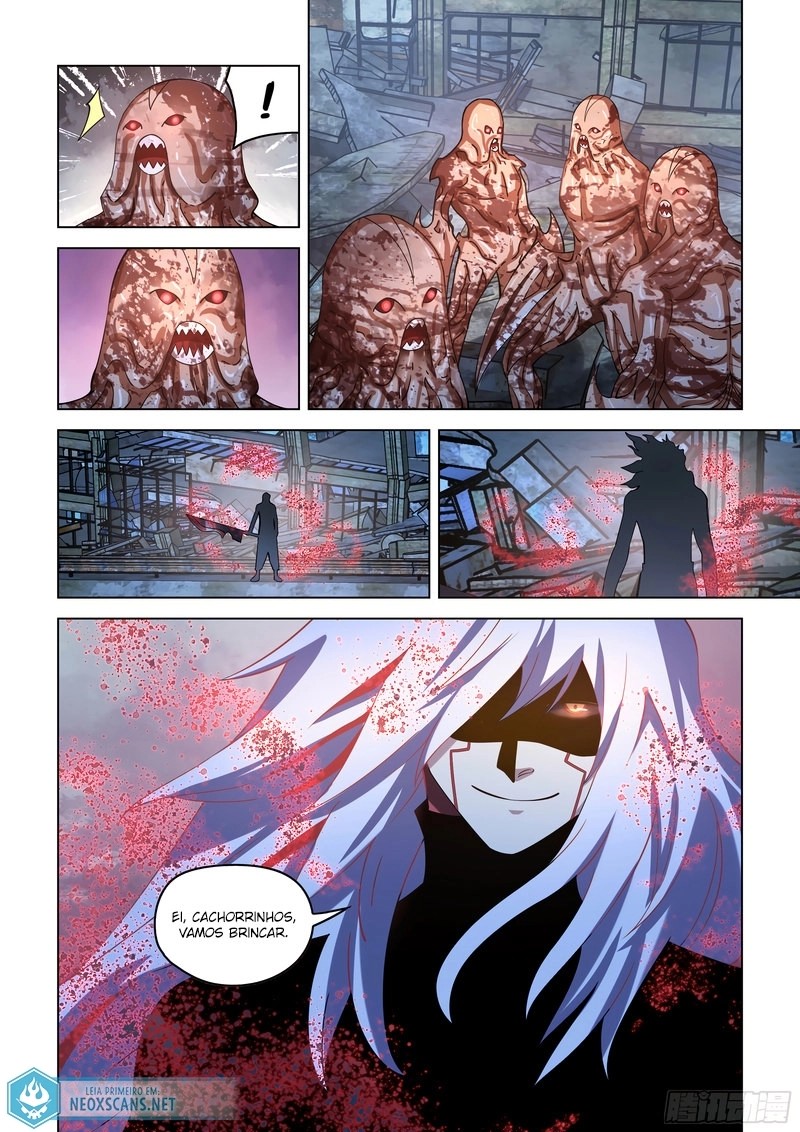 !
EI, CACHORRINHOS,
VAMOS BRINCAR.
LEIA PRIMEIRO EM:
NEOXSCANS.NET
腾讯动漫